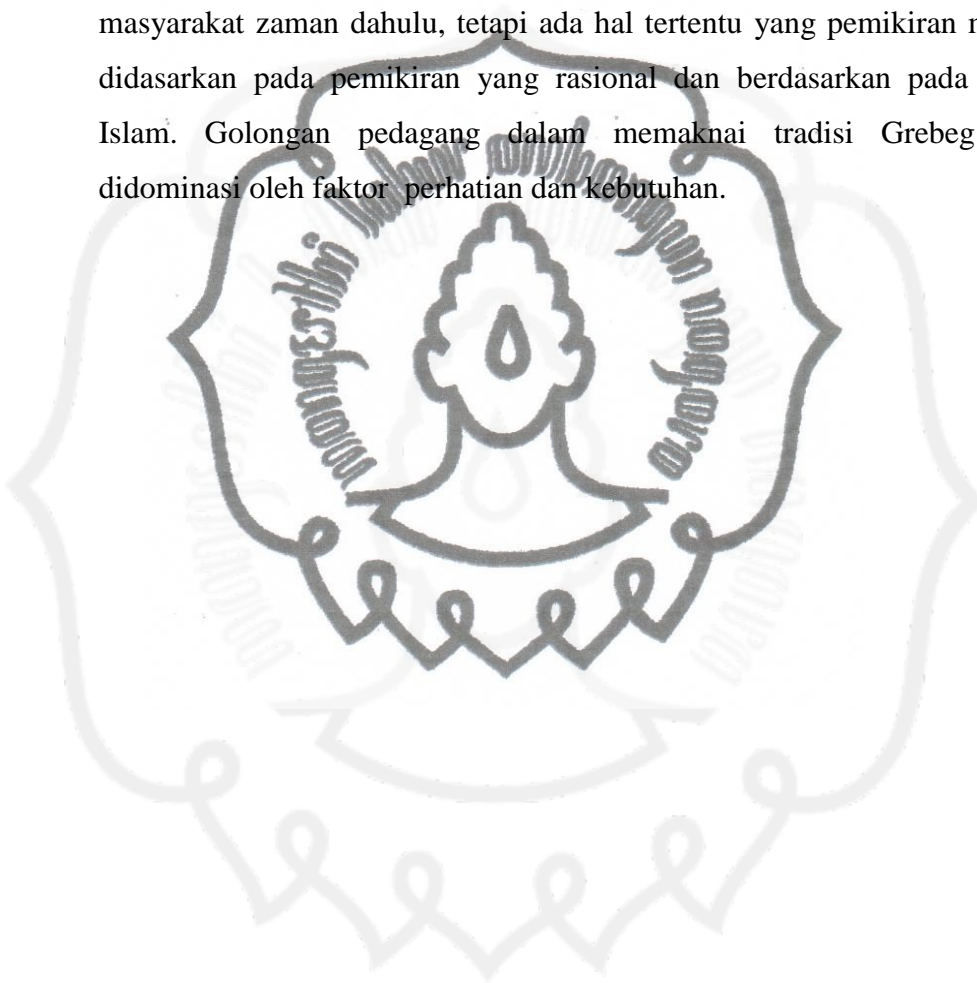 masyarakat zaman dahulu, tetapi ada hal tertentu yang pemikiran
didasarkan pada pemikiran yang rasional dan berdasarkan pada
Islam. Golongan pedagang dalam memaknai tradisi Grebeg
didominasi oleh faktor perhatian dan kebutuhan.